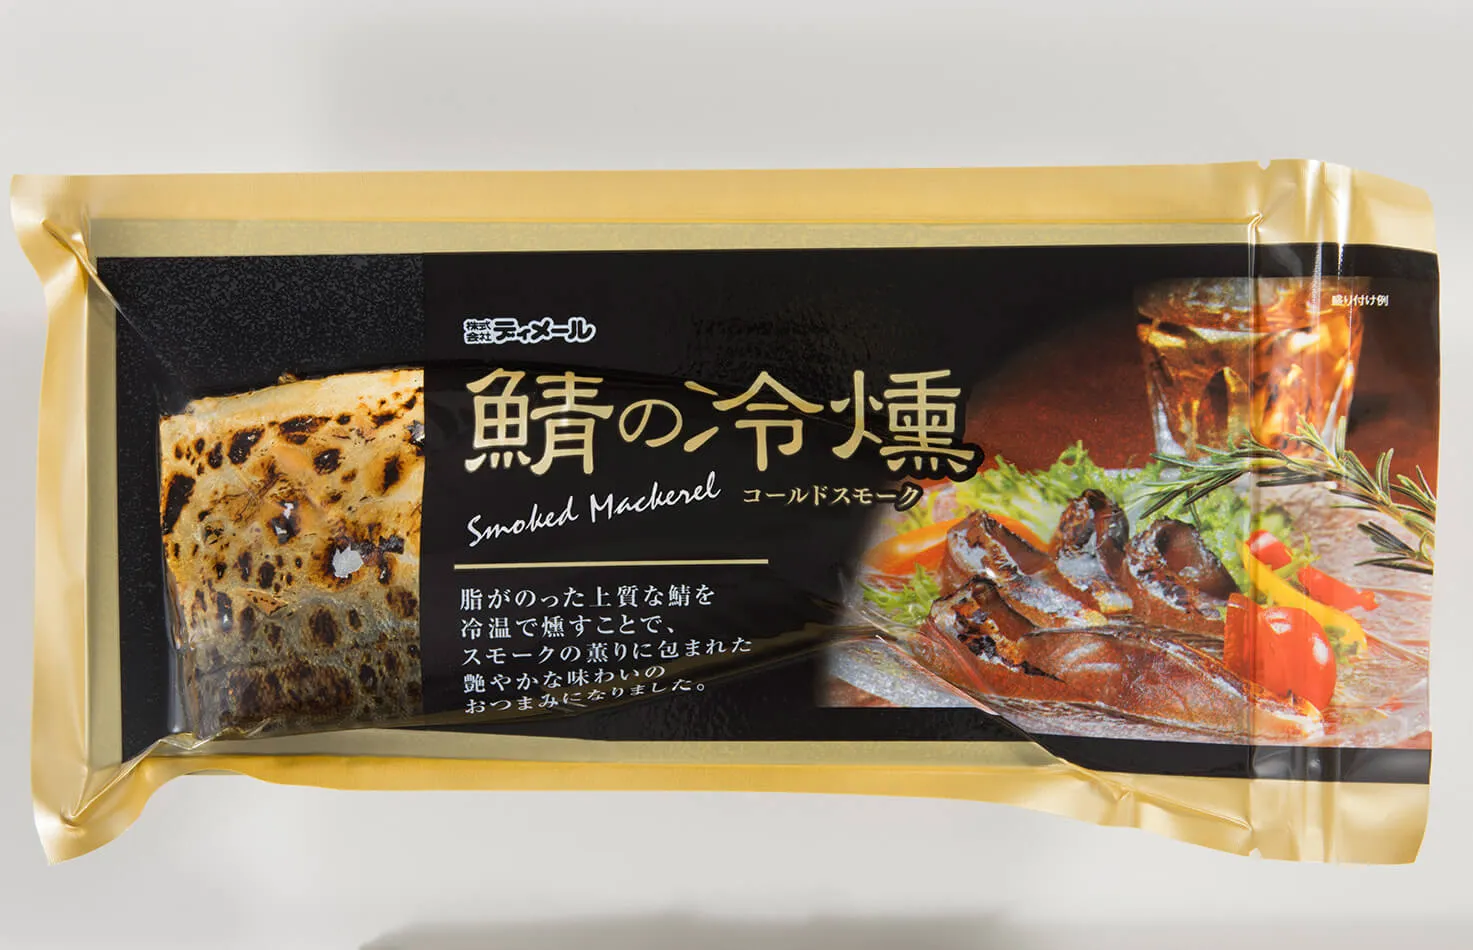 盛り付け例
株式会社ディメール
鯖の冷燻
Smoked Mackerel
コールドスモーク
脂がのった上質な鯖を
冷温で燻すことで、
スモークの薫りに包まれた
艶やかな味わいの
おつまみになりました。